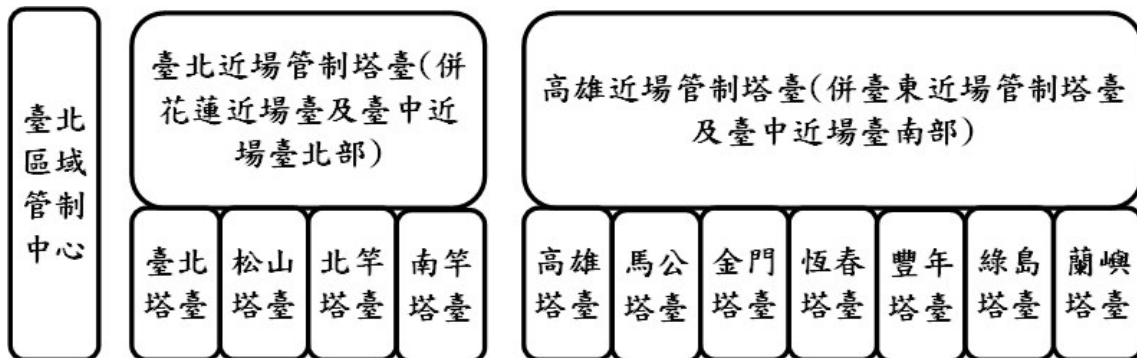 臺北
區域
管制
中心
臺北近場管制塔臺(併
花蓮近場臺及臺中近
場臺北部)
臺北
塔臺
松山
塔臺
北竿
塔臺
南竿
塔臺
高雄近場管制塔臺(併臺東近場管制塔臺
及臺中近場臺南部)
高雄
塔臺
馬公
塔臺
金門
塔臺
恆春
塔臺
豐年
塔臺
綠島
塔臺
蘭嶼
塔臺